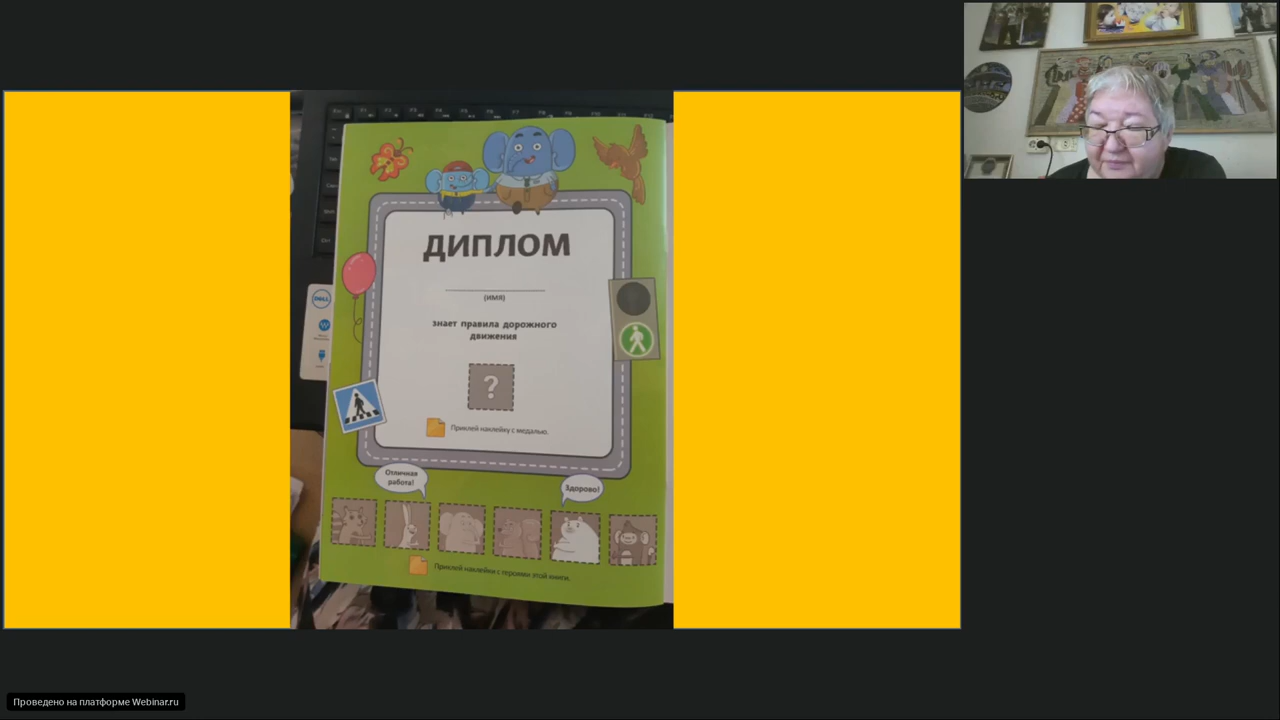 ДИПЛОМ
(ИМЯ)
знает правила дорожного
движения
?
Приклей наклейку с медалью.
Отличная
работа!
Здорово!
Приклей наклейки с героями этой книги.
DELL
Проведено на платформе Webinar.ru